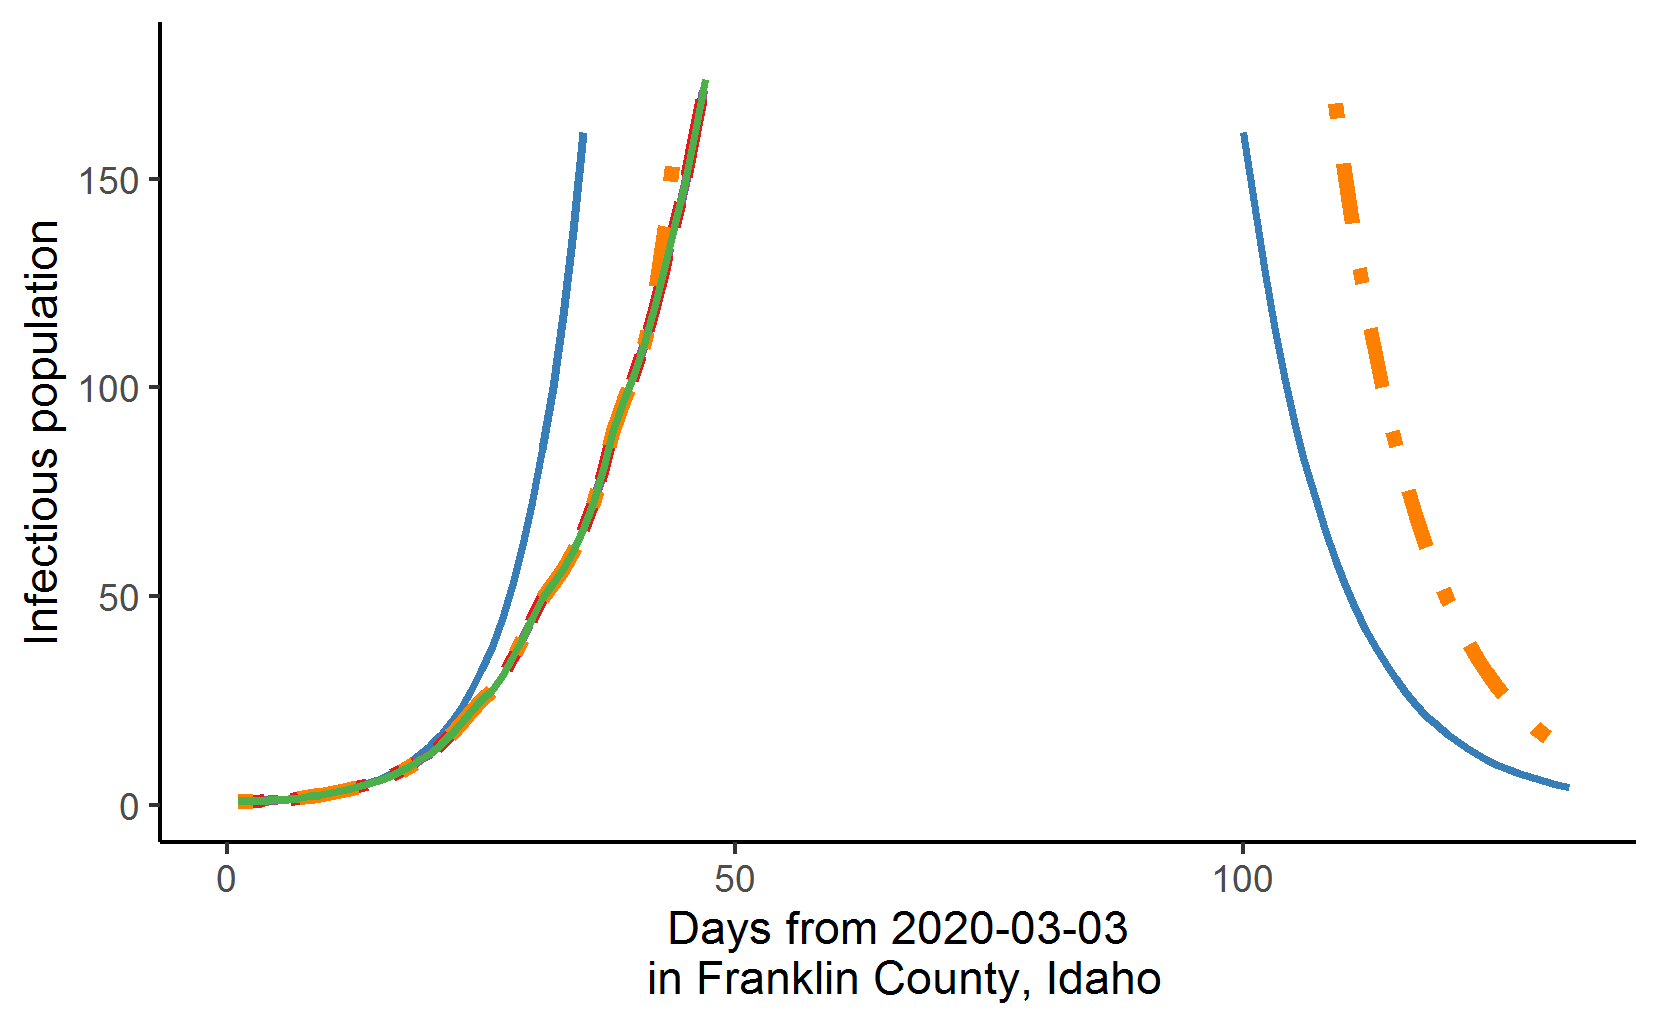 Infectious population
150
100
50
0
0 50 100
Days from 2020-03-03
in Franklin County, Idaho